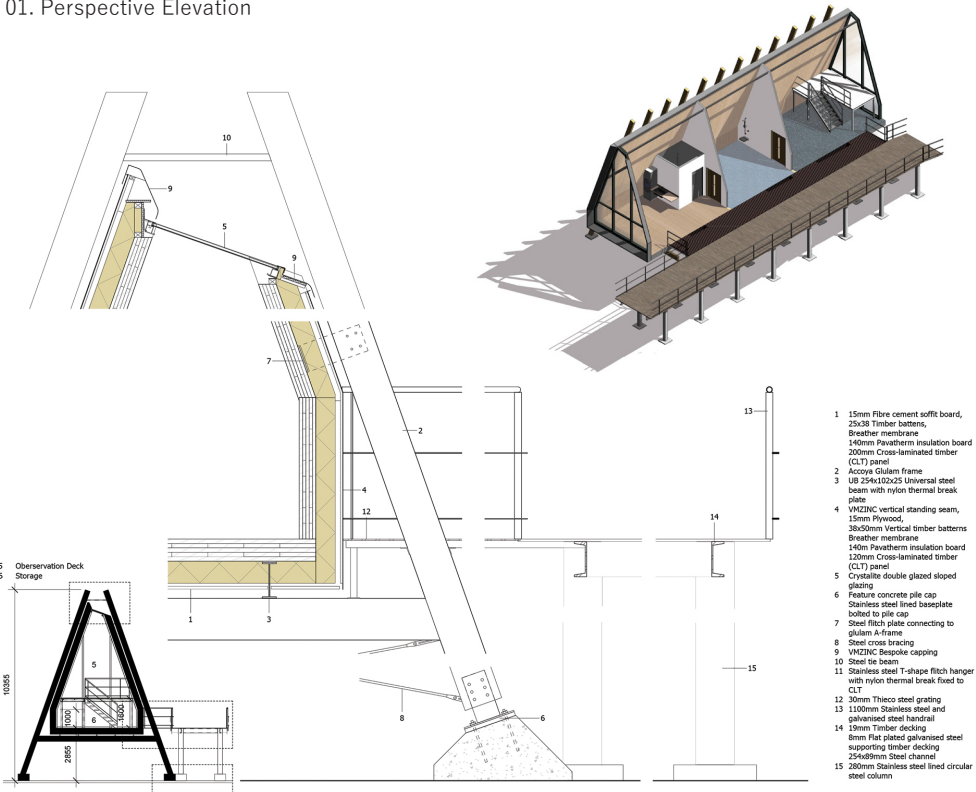 01. Perspective Elevation
10
9
5
9
7
2
4
12
1
3
8
6
13
14
15
5 Oberservation Deck
6 Storage
10355
5
1000
6
1800
2855
1 15mm Fibre cement soffit board,
25x38 Timber battens,
Breather membrane
140mm Pavatherm insulation board
200mm Cross-laminated timber
(CLT) panel
2 Accoya Glulam frame
3 UB 254x102x25 Universal steel
beam with nylon thermal break
plate
4 VMZINC vertical standing seam,
15mm Plywood,
38x50mm Vertical timber batterns
Breather membrane
140m Pavatherm insulation board
120mm Cross-laminated timber
(CLT) panel
5 Crystalite double glazed sloped
glazing
6 Feature concrete pile cap
Stainless steel lined baseplate
bolted to pile cap
7 Steel flitch plate connecting to
glulam A-frame
8 Steel cross bracing
9 VMZINC Bespoke capping
10 Steel tie beam
11 Stainless steel T-shape flitch hanger
with nylon thermal break fixed to
CLT
12 30mm Thieco steel grating
13 1100mm Stainless steel and
galvanised steel handrail
14 19mm Timber decking
8mm Flat plated galvanised steel
supporting timber decking
254x89mm Steel channel
15 280mm Stainless steel lined circular
steel column